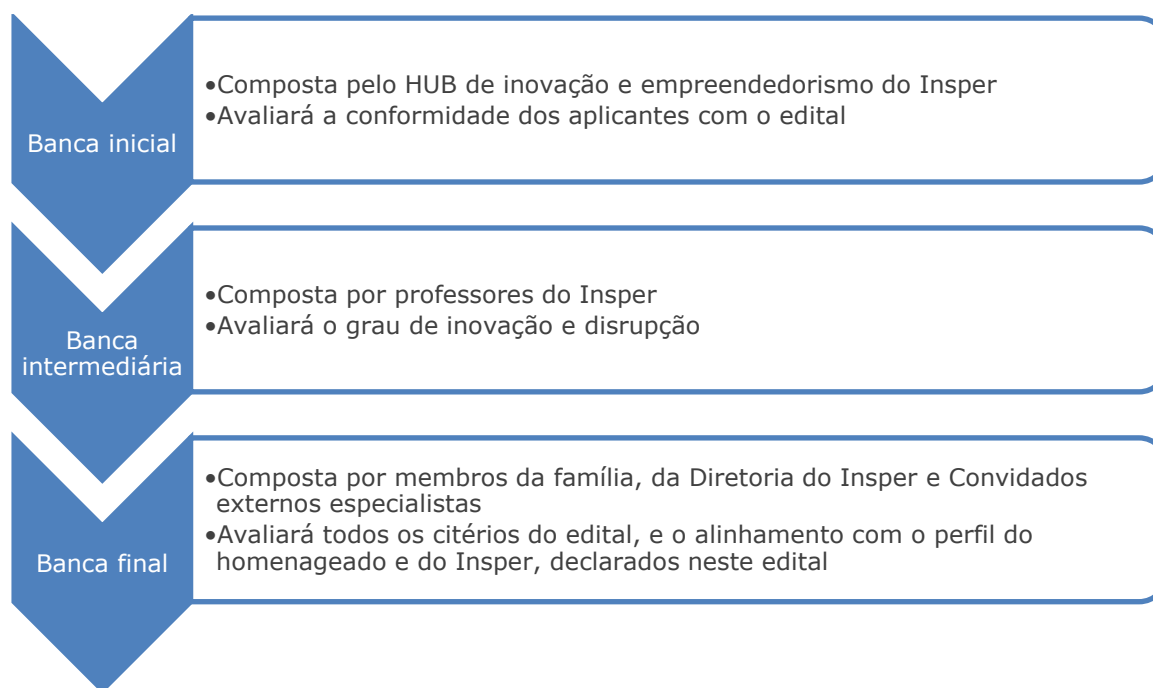 Banca inicial
•Composta pelo HUB de inovação e empreendedorismo do Insper
•Avaliará a conformidade dos aplicantes com o edital
Banca
intermediária
•Composta por professores do Insper
•Avaliará o grau de inovação e disrupção
Banca final
•Composta por membros da família, da Diretoria do Insper e Convidados
externos especialistas
•Avaliará todos os citérios do edital, e o alinhamento com o perfil do
homenageado e do Insper, declarados neste edital